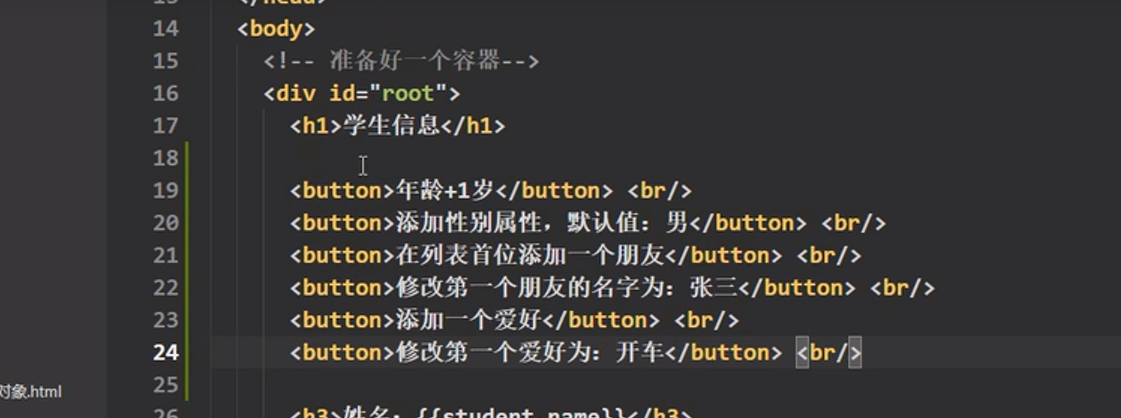 14 <body>
15 <!-- 准备好一个容器-->
16 <div id="root">
17 <h1>学生信息</h1>
18
19 <button>年龄+1岁</button> <br/>
20 <button>添加性别属性，默认值：男</button> <br/>
21 <button>在列表首位添加一个朋友</button> <br/>
22 <button>修改第一个朋友的名字为：张三</button> <br/>
23 <button>添加一个爱好</button> <br/>
24 <button>修改第一个爱好为：开车</button> <br/>
25
对象.html
26 <h3>姓名：{{student.name}}</h3>